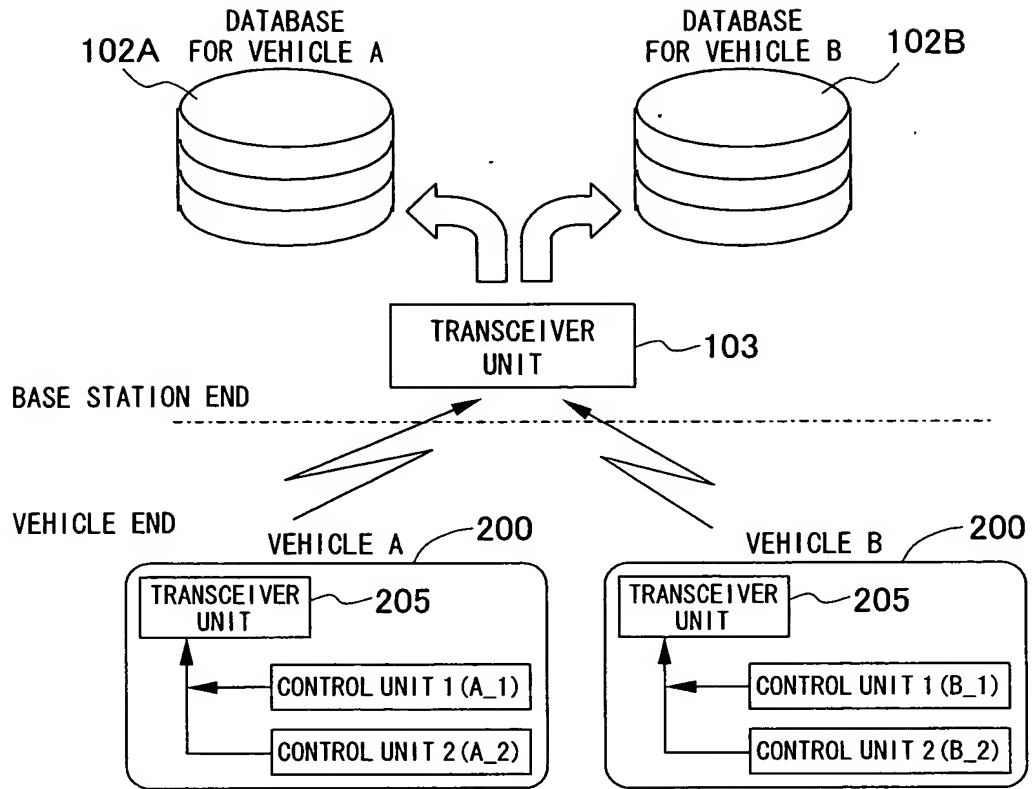 DATABASE
FOR VEHICLE A
102A
DATABASE
FOR VEHICLE B
102B
TRANSCEIVER
UNIT
103
BASE STATION END
VEHICLE END
VEHICLE A
200
TRANSCEIVER
UNIT
205
CONTROL UNIT 1(A_1)
CONTROL UNIT 2(A_2)
VEHICLE B
200
TRANSCEIVER
UNIT
205
CONTROL UNIT 1(B_1)
CONTROL UNIT 2(B_2)